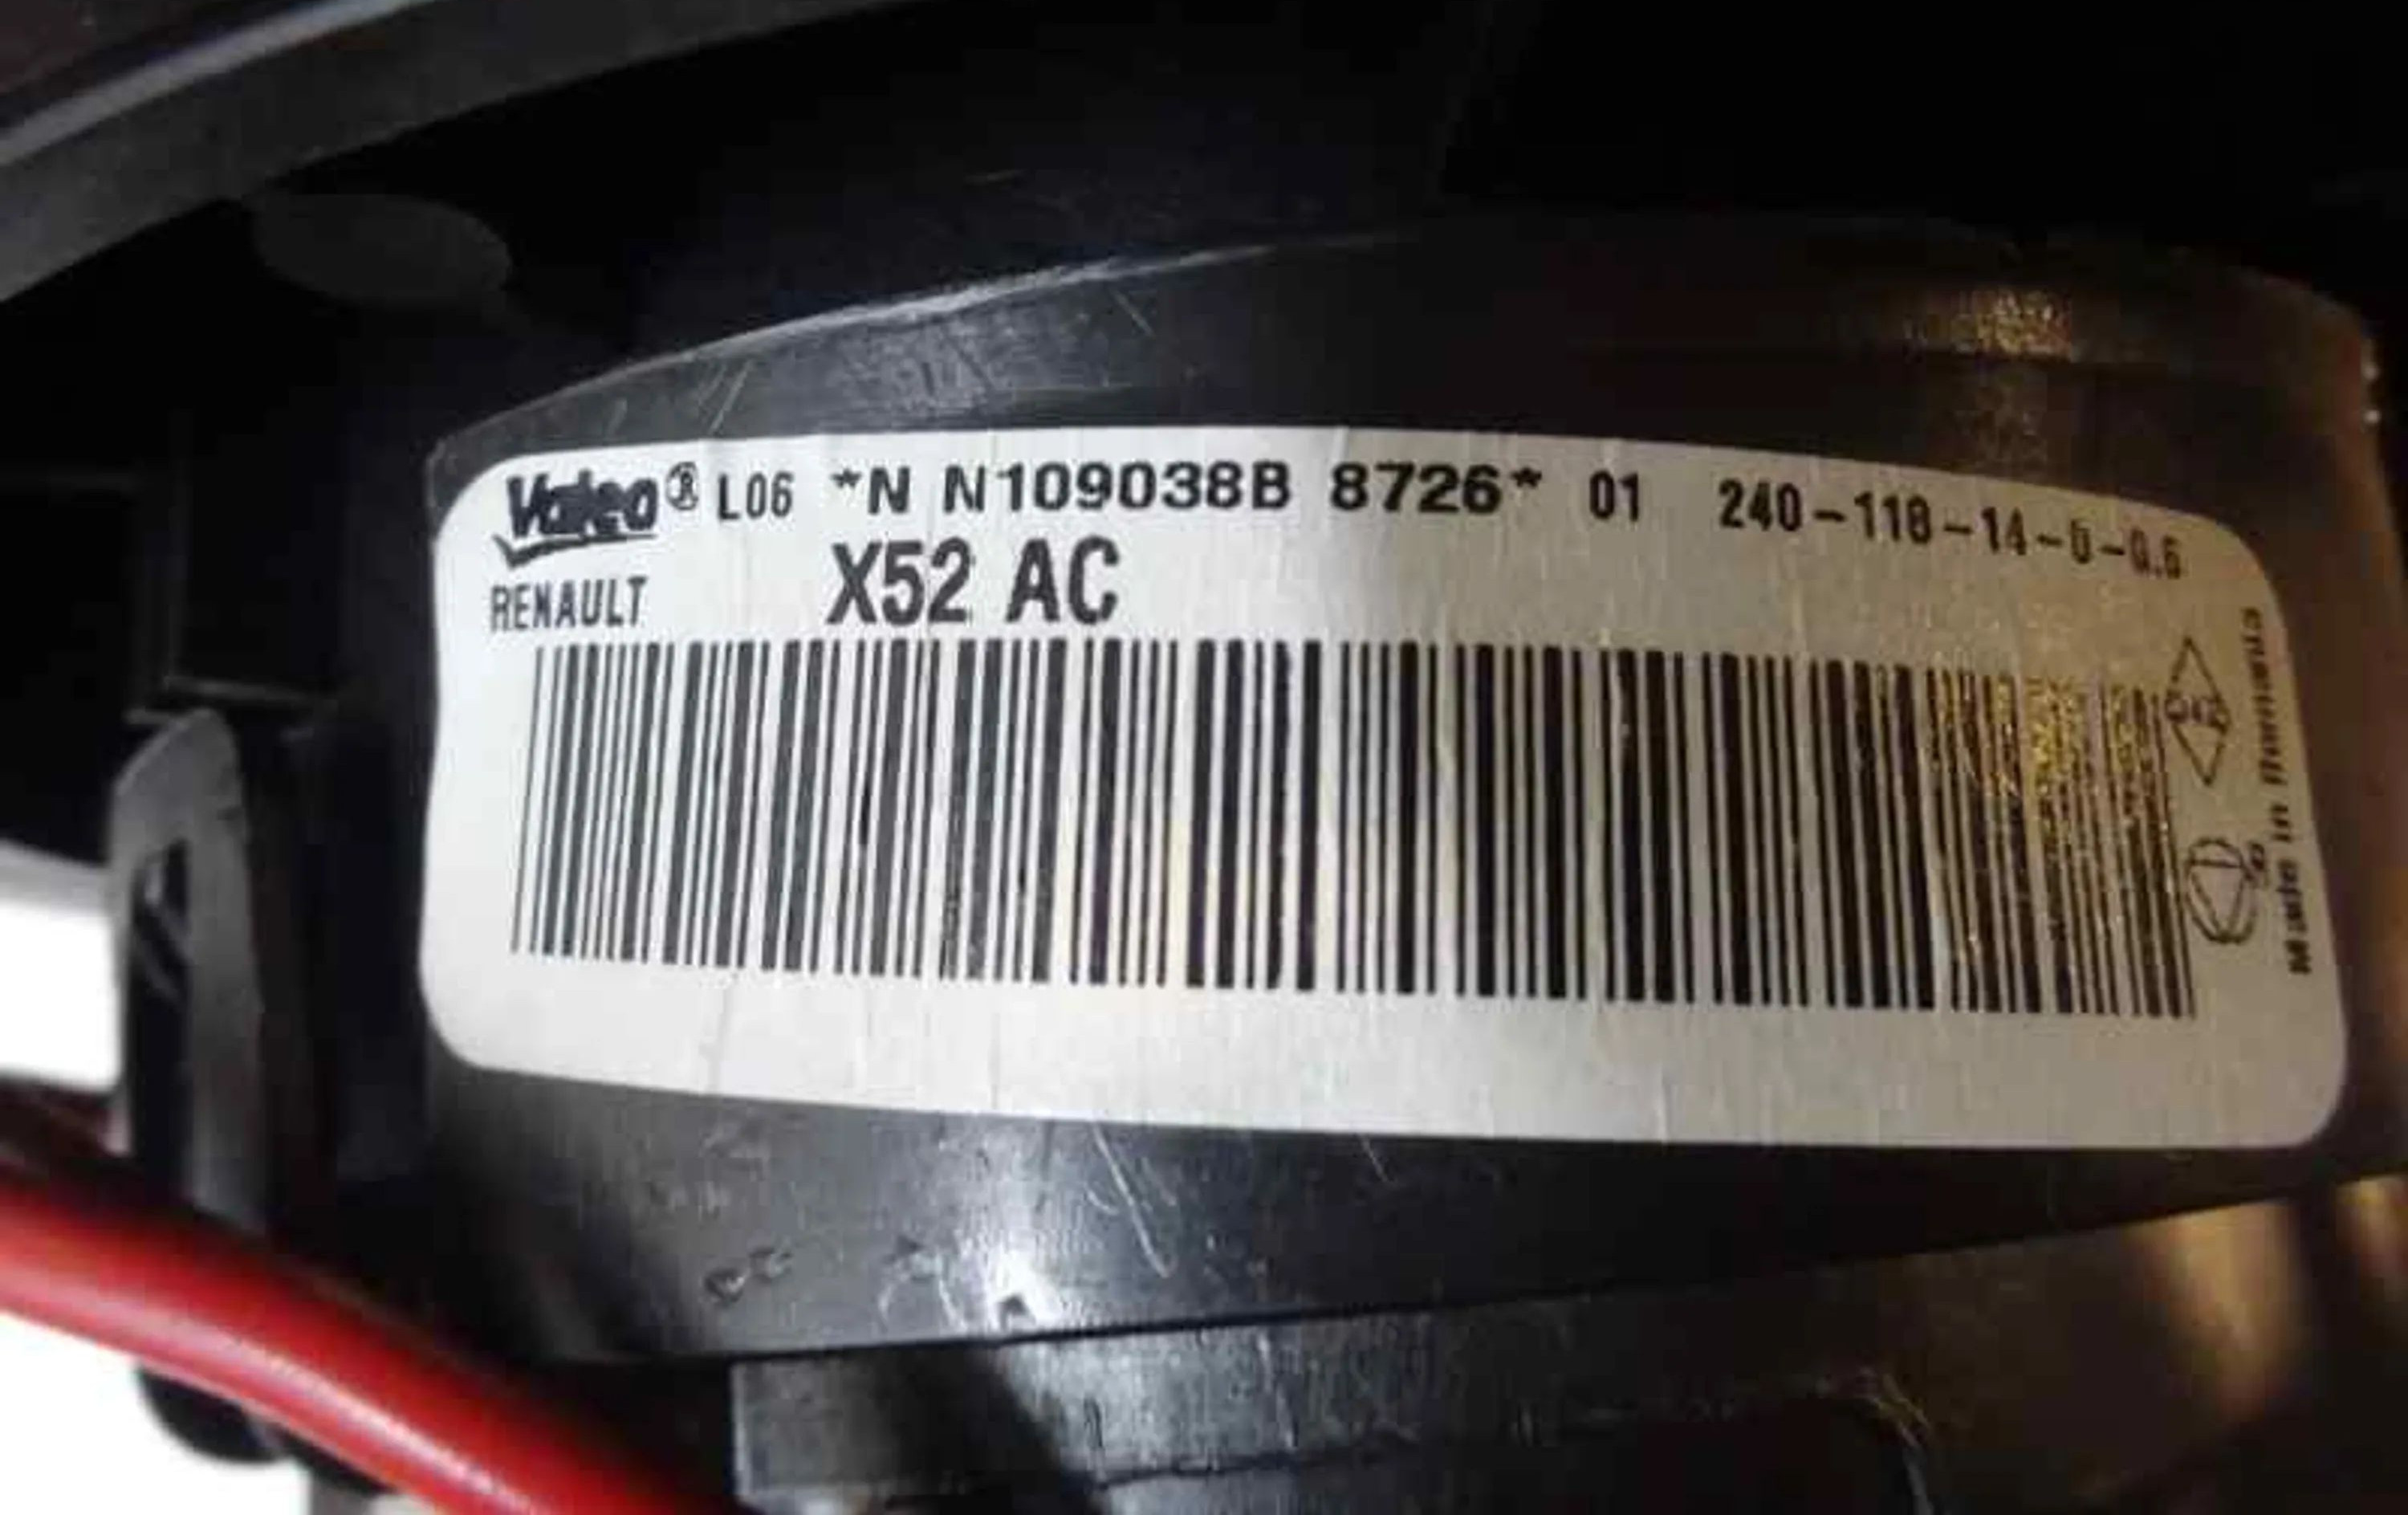 Valeo® L06 *N N109038B 8726* 01 240-118-14-0-0.6
RENAULT X52 AC
Made in Romania